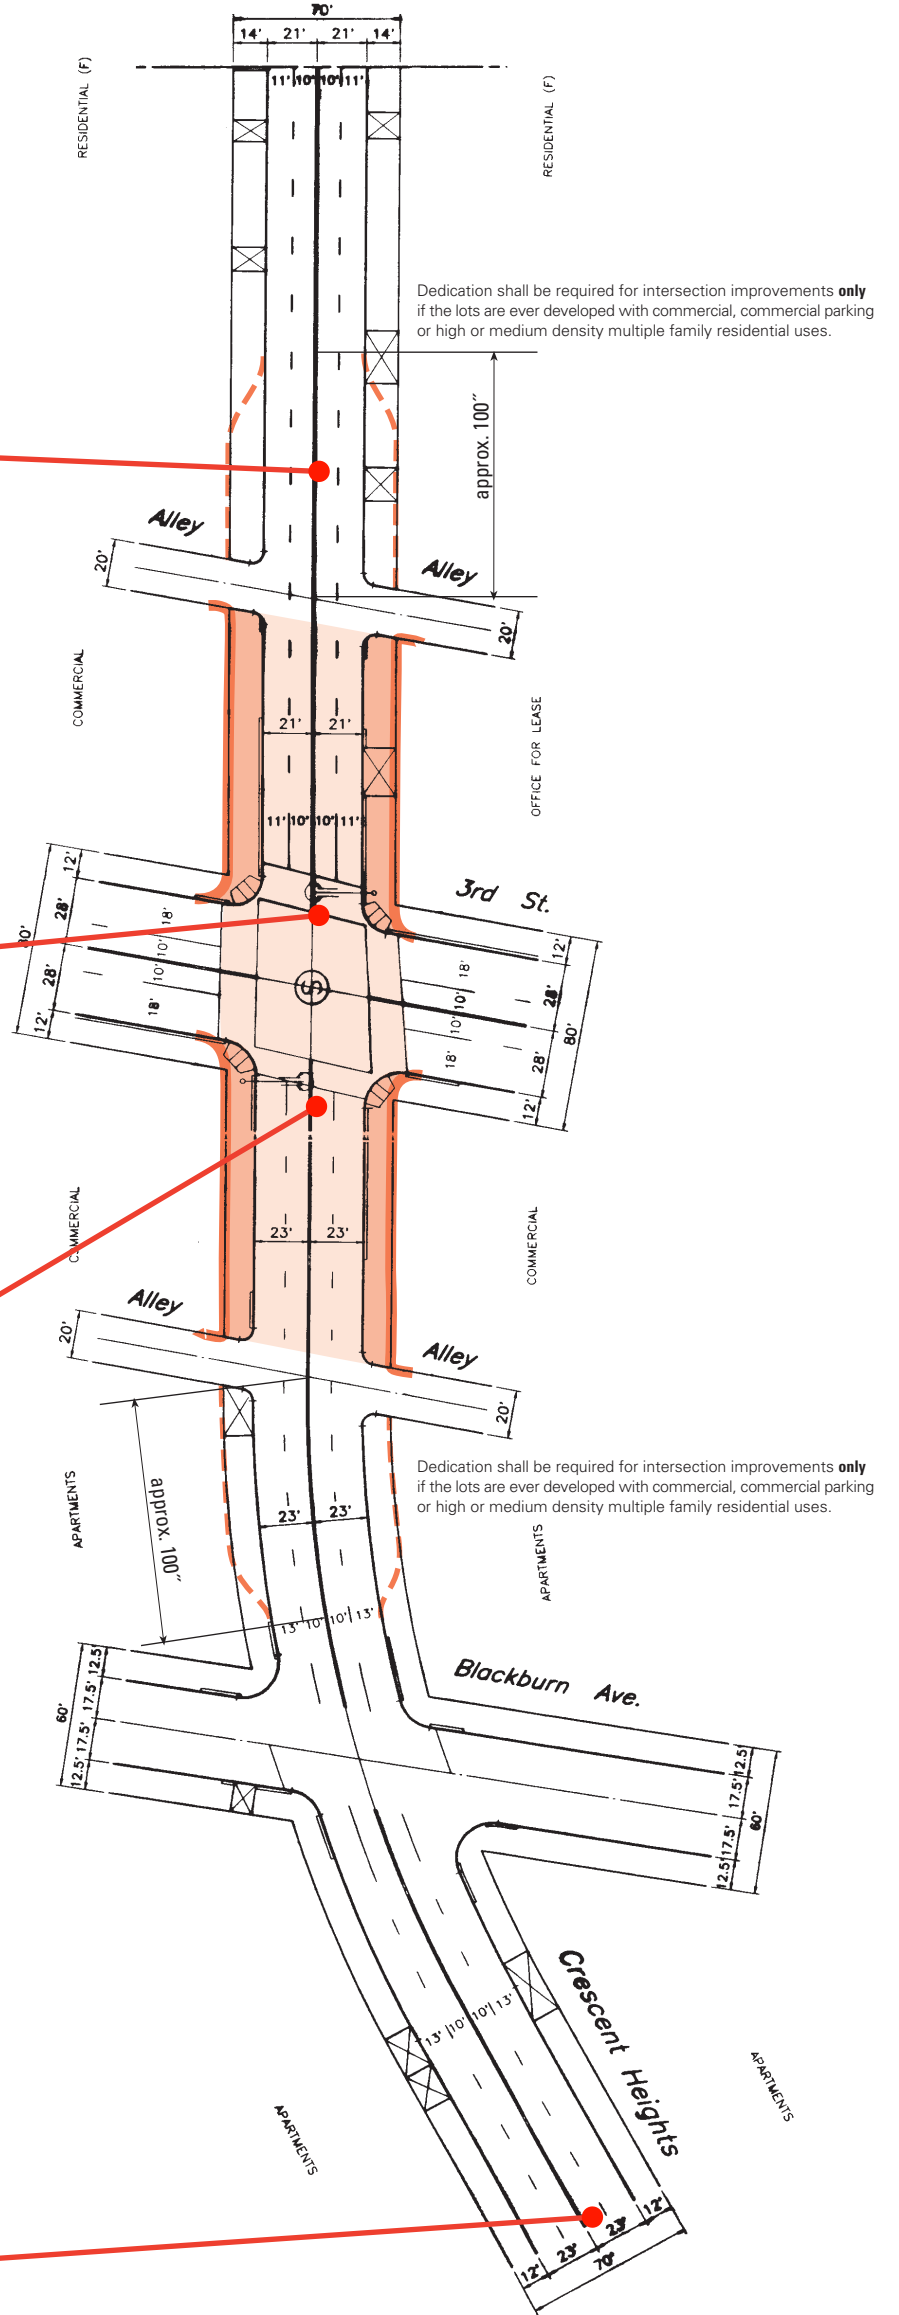 70'
14' 21' 21' 14'
11' 10' 10' 11'
RESIDENTIAL (F)
RESIDENTIAL (F)
Dedication shall be required for intersection improvements only
if the lots are ever developed with commercial, commercial parking
or high or medium density multiple family residential uses.
approx. 100"
Alley
20'
Alley
20'
COMMERCIAL
OFFICE FOR LEASE
21' 21'
11' 10' 10' 11'
3rd St.
12'
28'
80'
28'
12'
18'
10'
10'
18'
S
18'
10'
10'
18'
12'
28'
80'
28'
12'
COMMERCIAL
COMMERCIAL
23' 23'
Alley
20'
Alley
20'
Dedication shall be required for intersection improvements only
if the lots are ever developed with commercial, commercial parking
or high or medium density multiple family residential uses.
APARTMENTS
approx. 100"
APARTMENTS
23' 23'
13' 10' 10' 13'
Blackburn Ave.
12.5'
17.5'
60'
17.5'
12.5'
12.5'
17.5'
60'
17.5'
12.5'
Crescent Heights
13' 10' 10' 13'
APARTMENTS
APARTMENTS
12' 23' 23' 12'
70'